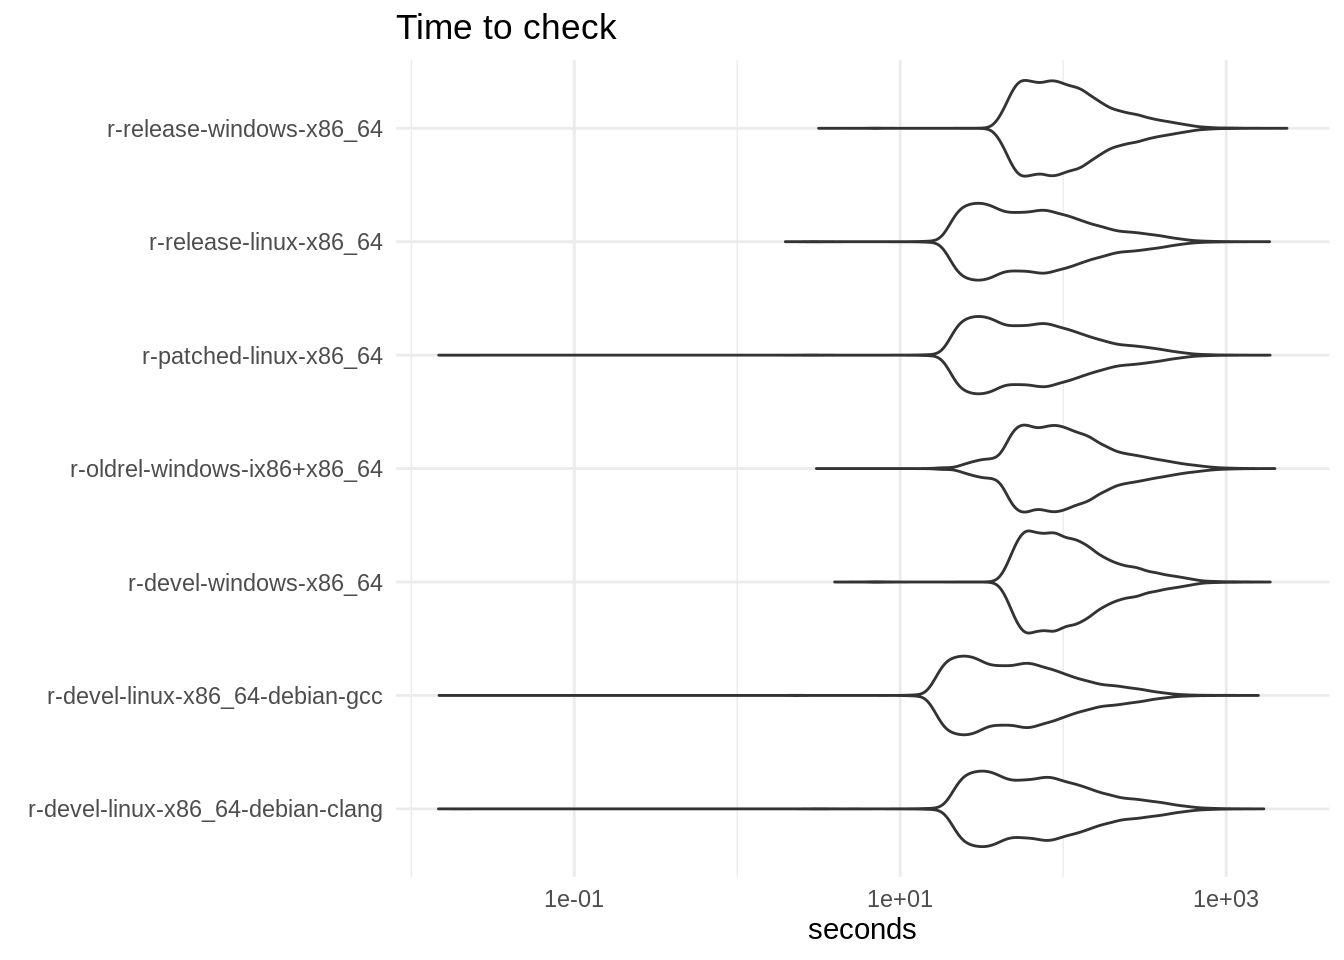 Time to check
r-release-windows-x86_64
r-release-linux-x86_64
r-patched-linux-x86_64
r-oldrel-windows-ix86+x86_64
r-devel-windows-x86_64
r-devel-linux-x86_64-debian-gcc
r-devel-linux-x86_64-debian-clang
1e-01 1e+01 1e+03
seconds